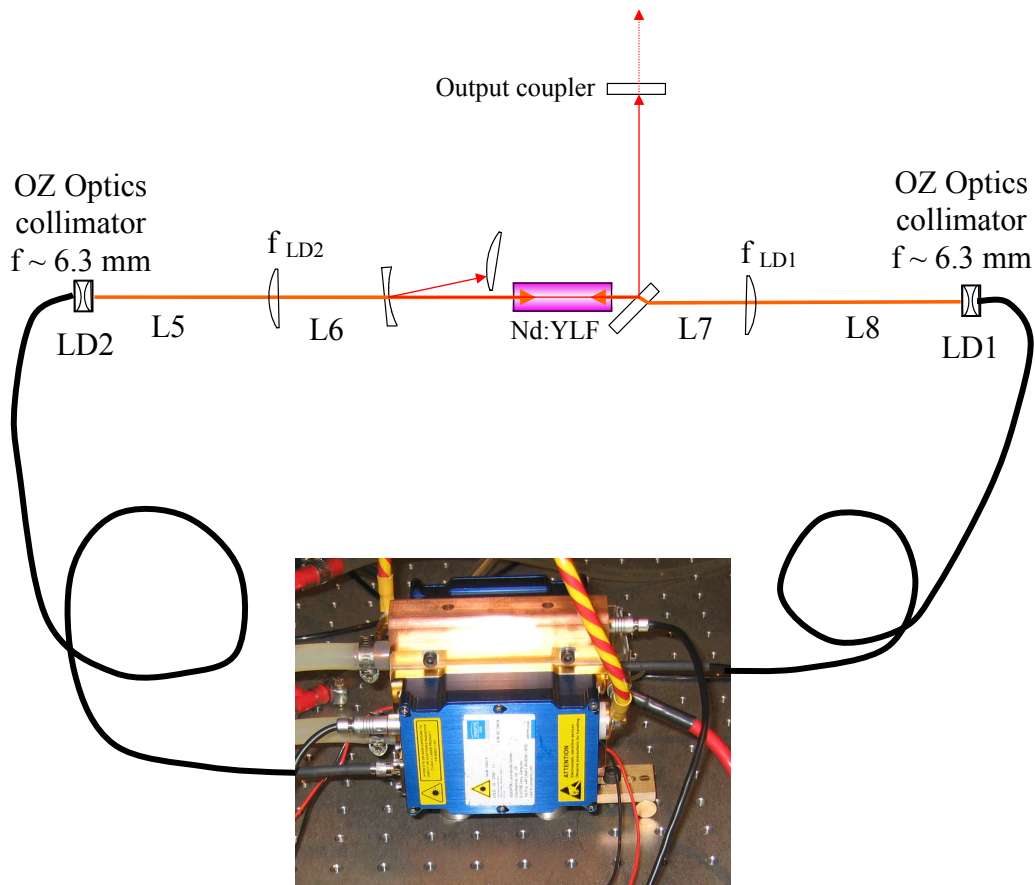 Output coupler
OZ Optics
collimator
f ~ 6.3 mm
OZ Optics
collimator
f ~ 6.3 mm
f LD2
f LD1
L5
L6
Nd:YLF
L7
L8
LD2
LD1
ATTENTION